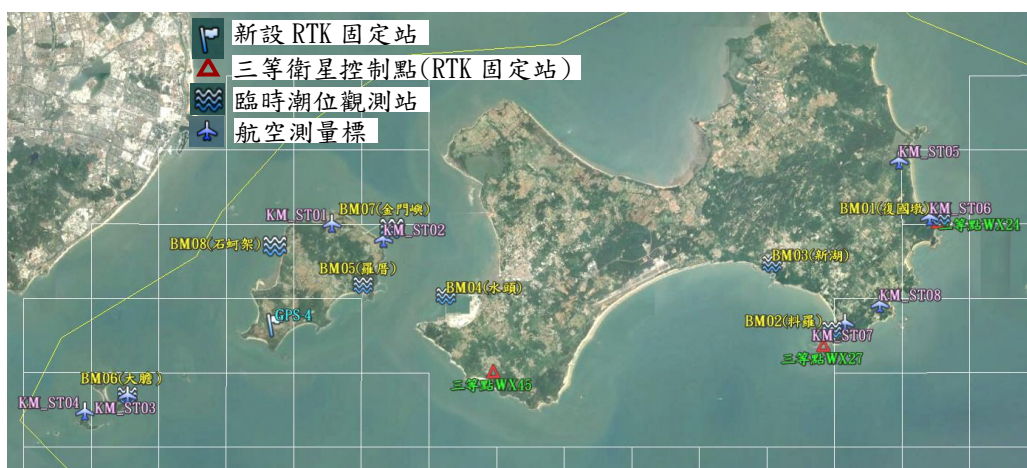 新設 RTK 固定站
三等衛星控制點(RTK 固定站)
臨時潮位觀測站
航空測量標
KM_ST05
BM07(金門嶼)
KM_ST01
KM_ST02
BM01(復國墩)
KM_ST06
三等點WX24
BM08(石蚵架)
BM05(羅厝)
BM04(水頭)
BM03(新湖)
KM_ST08
GPS-4
BM02(料羅)
KM_ST07
三等點WX27
三等點WX45
BM06(大膽)
KM_ST04
KM_ST03